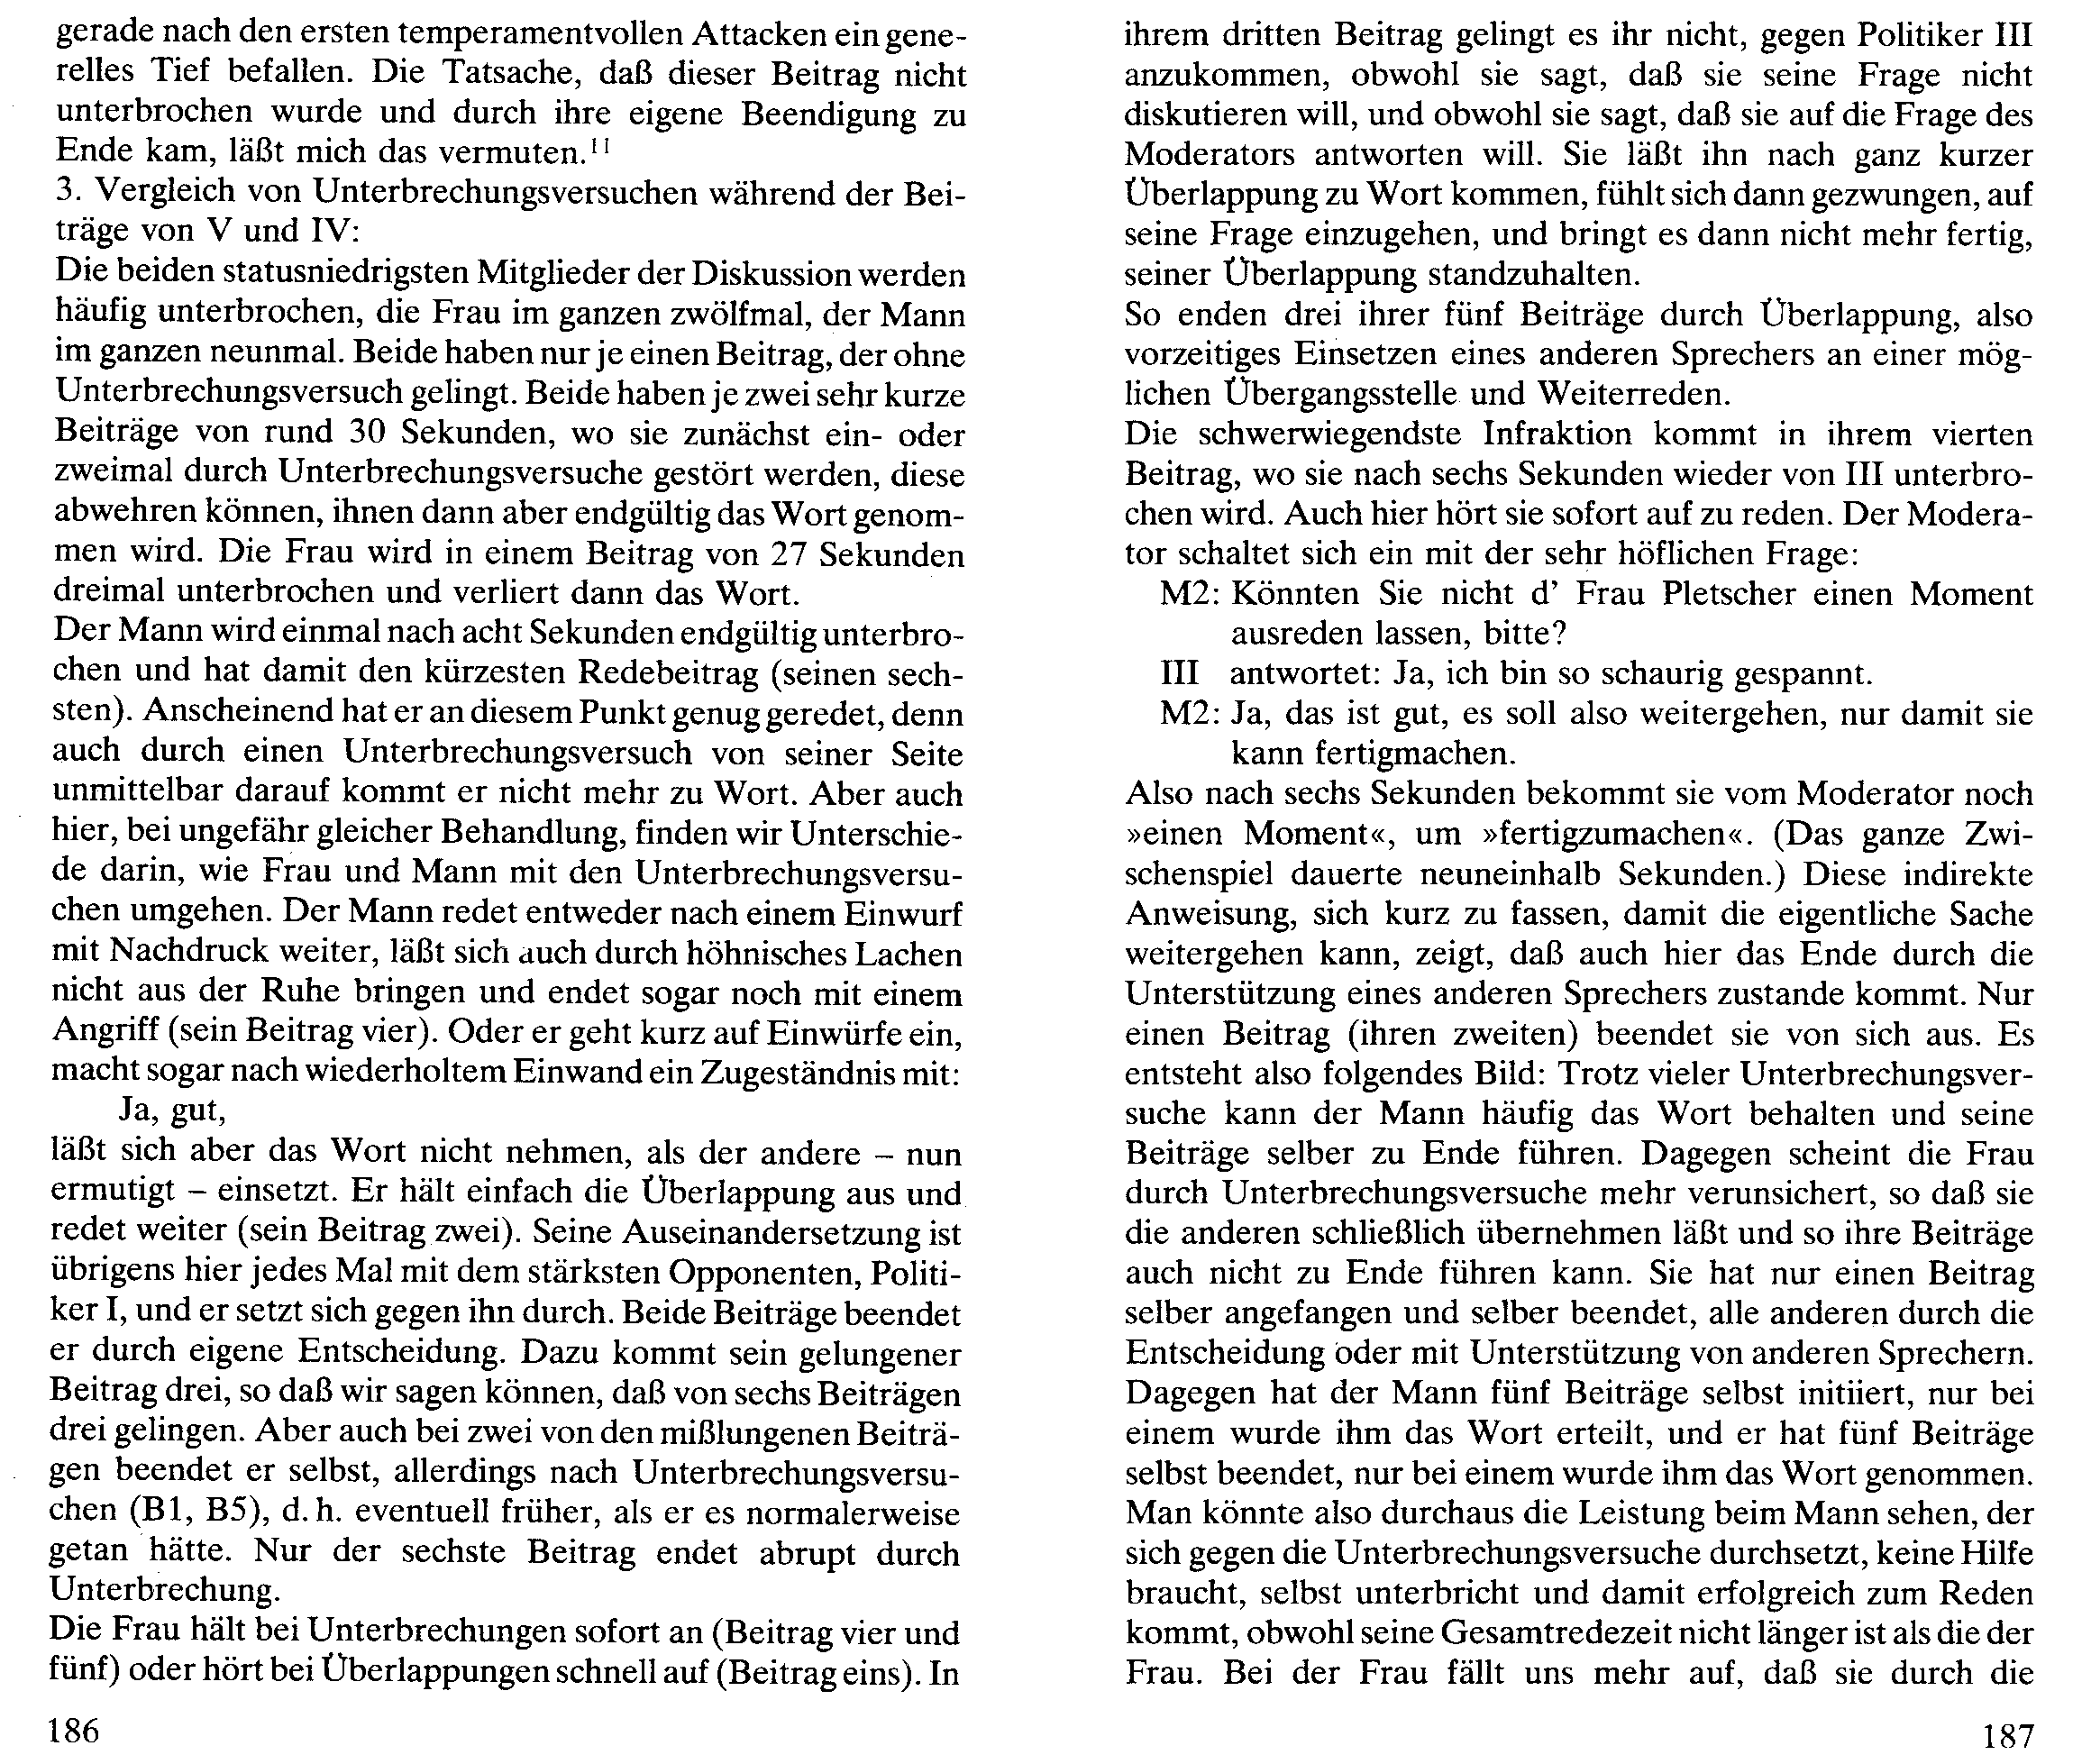 gerade nach den ersten temperamentvollen Attacken ein gene-
relles Tief befallen. Die Tatsache, daß dieser Beitrag nicht
unterbrochen wurde und durch ihre eigene Beendigung zu
Ende kam, läßt mich das vermuten.¹¹
3. Vergleich von Unterbrechungsversuchen während der Bei-
träge von V und IV:
Die beiden statusniedrigsten Mitglieder der Diskussion werden
häufig unterbrochen, die Frau im ganzen zwölfmal, der Mann
im ganzen neunmal. Beide haben nur je einen Beitrag, der ohne
Unterbrechungsversuch gelingt. Beide haben je zwei sehr kurze
Beiträge von rund 30 Sekunden, wo sie zunächst ein- oder
zweimal durch Unterbrechungsversuche gestört werden, diese
abwehren können, ihnen dann aber endgültig das Wort genom-
men wird. Die Frau wird in einem Beitrag von 27 Sekunden
dreimal unterbrochen und verliert dann das Wort.
Der Mann wird einmal nach acht Sekunden endgültig unterbro-
chen und hat damit den kürzesten Redebeitrag (seinen sech-
sten). Anscheinend hat er an diesem Punkt genug geredet, denn
auch durch einen Unterbrechungsversuch von seiner Seite
unmittelbar darauf kommt er nicht mehr zu Wort. Aber auch
hier, bei ungefähr gleicher Behandlung, finden wir Unterschie-
de darin, wie Frau und Mann mit den Unterbrechungsversu-
chen umgehen. Der Mann redet entweder nach einem Einwurf
mit Nachdruck weiter, läßt sich auch durch höhnisches Lachen
nicht aus der Ruhe bringen und endet sogar noch mit einem
Angriff (sein Beitrag vier). Oder er geht kurz auf Einwürfe ein,
macht sogar nach wiederholtem Einwand ein Zugeständnis mit:
Ja, gut,
läßt sich aber das Wort nicht nehmen, als der andere – nun
ermutigt – einsetzt. Er hält einfach die Überlappung aus und
redet weiter (sein Beitrag zwei). Seine Auseinandersetzung ist
übrigens hier jedes Mal mit dem stärksten Opponenten, Politi-
ker I, und er setzt sich gegen ihn durch. Beide Beiträge beendet
er durch eigene Entscheidung. Dazu kommt sein gelungener
Beitrag drei, so daß wir sagen können, daß von sechs Beiträgen
drei gelingen. Aber auch bei zwei von den mißlungenen Beiträ-
gen beendet er selbst, allerdings nach Unterbrechungsversu-
chen (B1, B5), d. h. eventuell früher, als er es normalerweise
getan hätte. Nur der sechste Beitrag endet abrupt durch
Unterbrechung.
Die Frau hält bei Unterbrechungen sofort an (Beitrag vier und
fünf) oder hört bei Überlappungen schnell auf (Beitrag eins). In
186
ihrem dritten Beitrag gelingt es ihr nicht, gegen Politiker III
anzukommen, obwohl sie sagt, daß sie seine Frage nicht
diskutieren will, und obwohl sie sagt, daß sie auf die Frage des
Moderators antworten will. Sie läßt ihn nach ganz kurzer
Überlappung zu Wort kommen, fühlt sich dann gezwungen, auf
seine Frage einzugehen, und bringt es dann nicht mehr fertig,
seiner Überlappung standzuhalten.
So enden drei ihrer fünf Beiträge durch Überlappung, also
vorzeitiges Einsetzen eines anderen Sprechers an einer mög-
lichen Übergangsstelle und Weiterreden.
Die schwerwiegendste Infraktion kommt in ihrem vierten
Beitrag, wo sie nach sechs Sekunden wieder von III unterbro-
chen wird. Auch hier hört sie sofort auf zu reden. Der Modera-
tor schaltet sich ein mit der sehr höflichen Frage:
M2: Könnten Sie nicht d' Frau Pletscher einen Moment
ausreden lassen, bitte?
III antwortet: Ja, ich bin so schaurig gespannt.
M2: Ja, das ist gut, es soll also weitergehen, nur damit sie
kann fertigmachen.
Also nach sechs Sekunden bekommt sie vom Moderator noch
»einen Moment«, um »fertigzumachen«. (Das ganze Zwi-
schenspiel dauerte neuneinhalb Sekunden.) Diese indirekte
Anweisung, sich kurz zu fassen, damit die eigentliche Sache
weitergehen kann, zeigt, daß auch hier das Ende durch die
Unterstützung eines anderen Sprechers zustande kommt. Nur
einen Beitrag (ihren zweiten) beendet sie von sich aus. Es
entsteht also folgendes Bild: Trotz vieler Unterbrechungsver-
suche kann der Mann häufig das Wort behalten und seine
Beiträge selber zu Ende führen. Dagegen scheint die Frau
durch Unterbrechungsversuche mehr verunsichert, so daß sie
die anderen schließlich übernehmen läßt und so ihre Beiträge
auch nicht zu Ende führen kann. Sie hat nur einen Beitrag
selber angefangen und selber beendet, alle anderen durch die
Entscheidung oder mit Unterstützung von anderen Sprechern.
Dagegen hat der Mann fünf Beiträge selbst initiiert, nur bei
einem wurde ihm das Wort erteilt, und er hat fünf Beiträge
selbst beendet, nur bei einem wurde ihm das Wort genommen.
Man könnte also durchaus die Leistung beim Mann sehen, der
sich gegen die Unterbrechungsversuche durchsetzt, keine Hilfe
braucht, selbst unterbricht und damit erfolgreich zum Reden
kommt, obwohl seine Gesamtredezeit nicht länger ist als die der
Frau. Bei der Frau fällt uns mehr auf, daß sie durch die
187